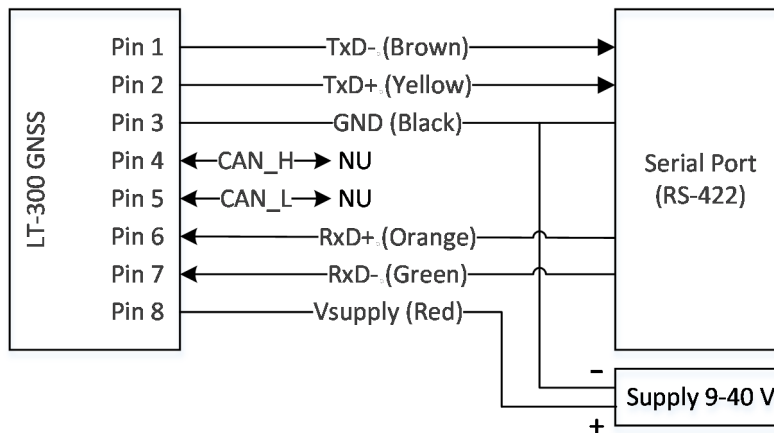 LT-300 GNSS
Pin 1
TxD- (Brown)
Pin 2
TxD+ (Yellow)
Pin 3
GND (Black)
Pin 4
CAN_H
NU
Pin 5
CAN_L
NU
Pin 6
RxD+ (Orange)
Pin 7
RxD- (Green)
Pin 8
Vsupply (Red)
Serial Port
(RS-422)
-
Supply 9-40 V
+